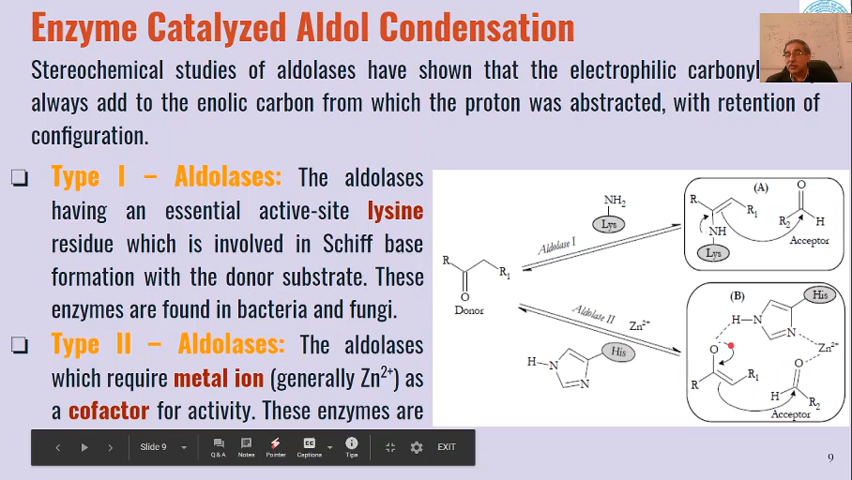 Enzyme Catalyzed Aldol Condensation
Stereochemical studies of aldolases have shown that the electrophilic carbonyl
always add to the enolic carbon from which the proton was abstracted, with retention of
configuration.
❑ Type I – Aldolases: The aldolases
having an essential active-site lysine
residue which is involved in Schiff base
formation with the donor substrate. These
enzymes are found in bacteria and fungi.
❑ Type II – Aldolases: The aldolases
which require metal ion (generally Zn2+) as
a cofactor for activity. These enzymes are
R
R1
O
Donor
Aldolase I
NH2
Lys
(A)
R
R1
NH
Lys
O
R2
H
Acceptor
Aldolate II
Zn2+
His
H
N
N
(B)
His
H
N
N
Zn2+
O
R
R1
O
H
R2
Acceptor
Slide 9
Q&A
Notes
Pointer
Captions
Tips
EXIT
9